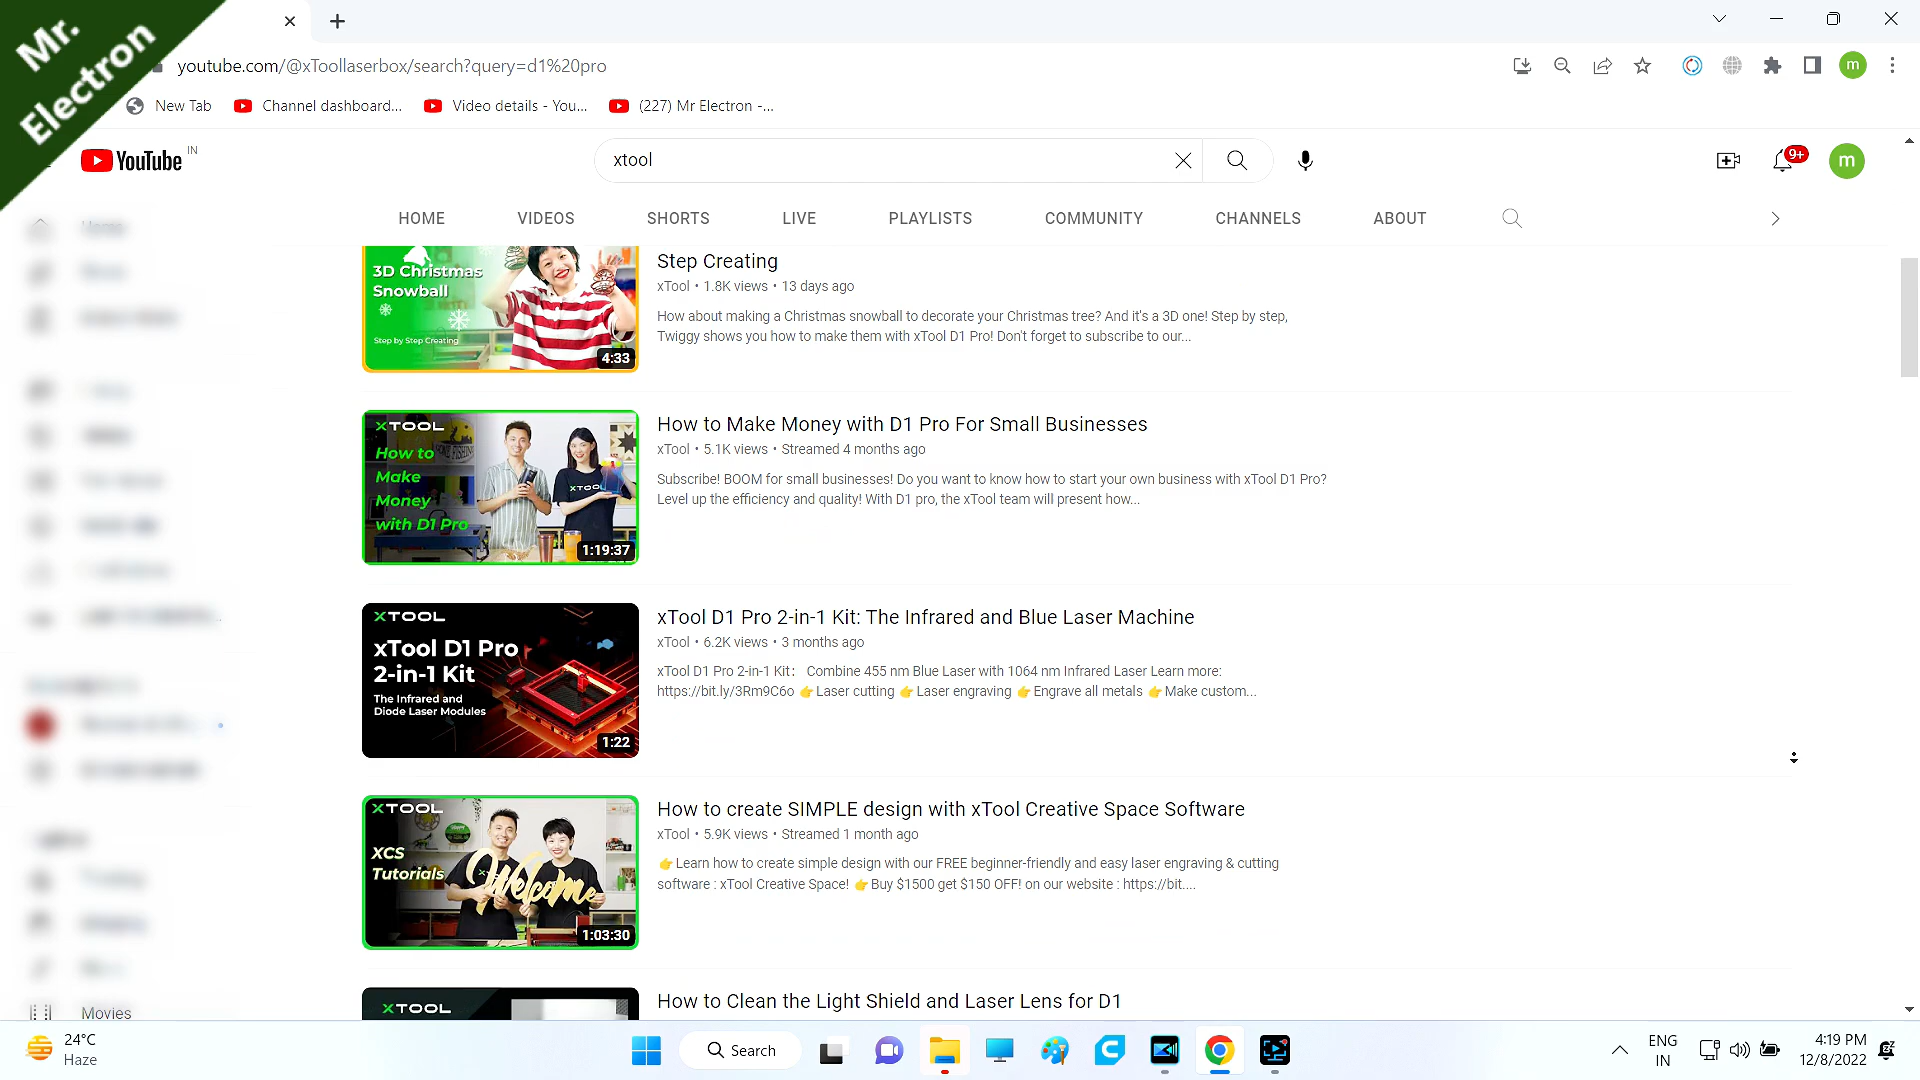 Mr.
Electron
youtube.com/@xToollaserbox/search?query=d1%20pro
m
New Tab
Channel dashboard...
Video details - You...
(227) Mr Electron -...
YouTube IN
xtool
9+
m
HOME
VIDEOS
SHORTS
LIVE
PLAYLISTS
COMMUNITY
CHANNELS
ABOUT
3D Christmas
Snowball
Step by Step Creating
4:33
Step Creating
xTool • 1.8K views • 13 days ago
How about making a Christmas snowball to decorate your Christmas tree? And it's a 3D one! Step by step,
Twiggy shows you how to make them with xTool D1 Pro! Don't forget to subscribe to our...
XTOOL
How to
Make
Money
with D1 Pro
1:19:37
How to Make Money with D1 Pro For Small Businesses
xTool • 5.1K views • Streamed 4 months ago
Subscribe! BOOM for small businesses! Do you want to know how to start your own business with xTool D1 Pro?
Level up the efficiency and quality! With D1 pro, the xTool team will present how...
XTOOL
xTool D1 Pro
2-in-1 Kit
The Infrared and
Diode Laser Modules
1:22
xTool D1 Pro 2-in-1 Kit: The Infrared and Blue Laser Machine
xTool • 6.2K views • 3 months ago
xTool D1 Pro 2-in-1 Kit： Combine 455 nm Blue Laser with 1064 nm Infrared Laser Learn more:
https://bit.ly/3Rm9C6o 👉Laser cutting 👉Laser engraving 👉Engrave all metals 👉Make custom...
XTOOL
XCS
Tutorials
Welcome
1:03:30
How to create SIMPLE design with xTool Creative Space Software
xTool • 5.9K views • Streamed 1 month ago
👉Learn how to create simple design with our FREE beginner-friendly and easy laser engraving & cutting
software : xTool Creative Space! 👉Buy $1500 get $150 OFF! on our website : https://bit....
XTOOL
How to Clean the Light Shield and Laser Lens for D1
Movies
24°C
Haze
Search
ENG
IN
4:19 PM
12/8/2022